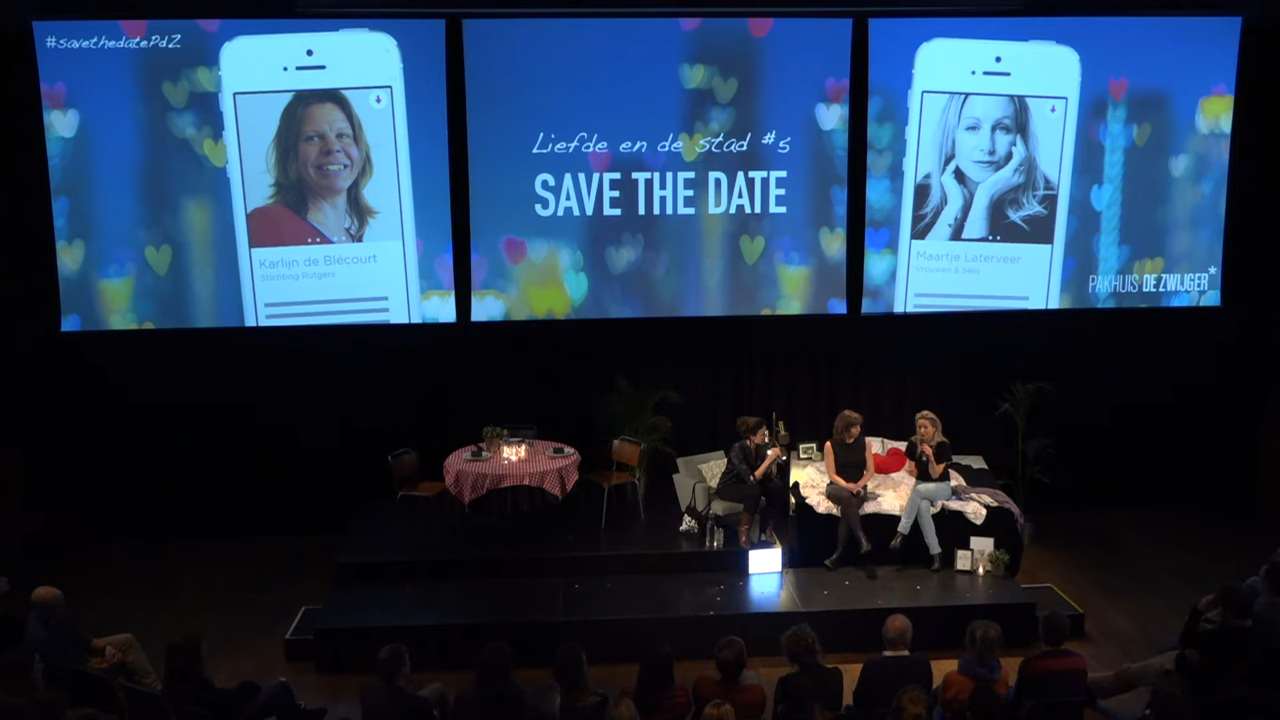 #savethedatePdZ
Karlijn de Blécourt
Stichting Rutgers
Liefde en de stad #5
SAVE THE DATE
Maartje Laterveer
Vrouwen & Seks
PAKHUIS DE ZWIJGER*